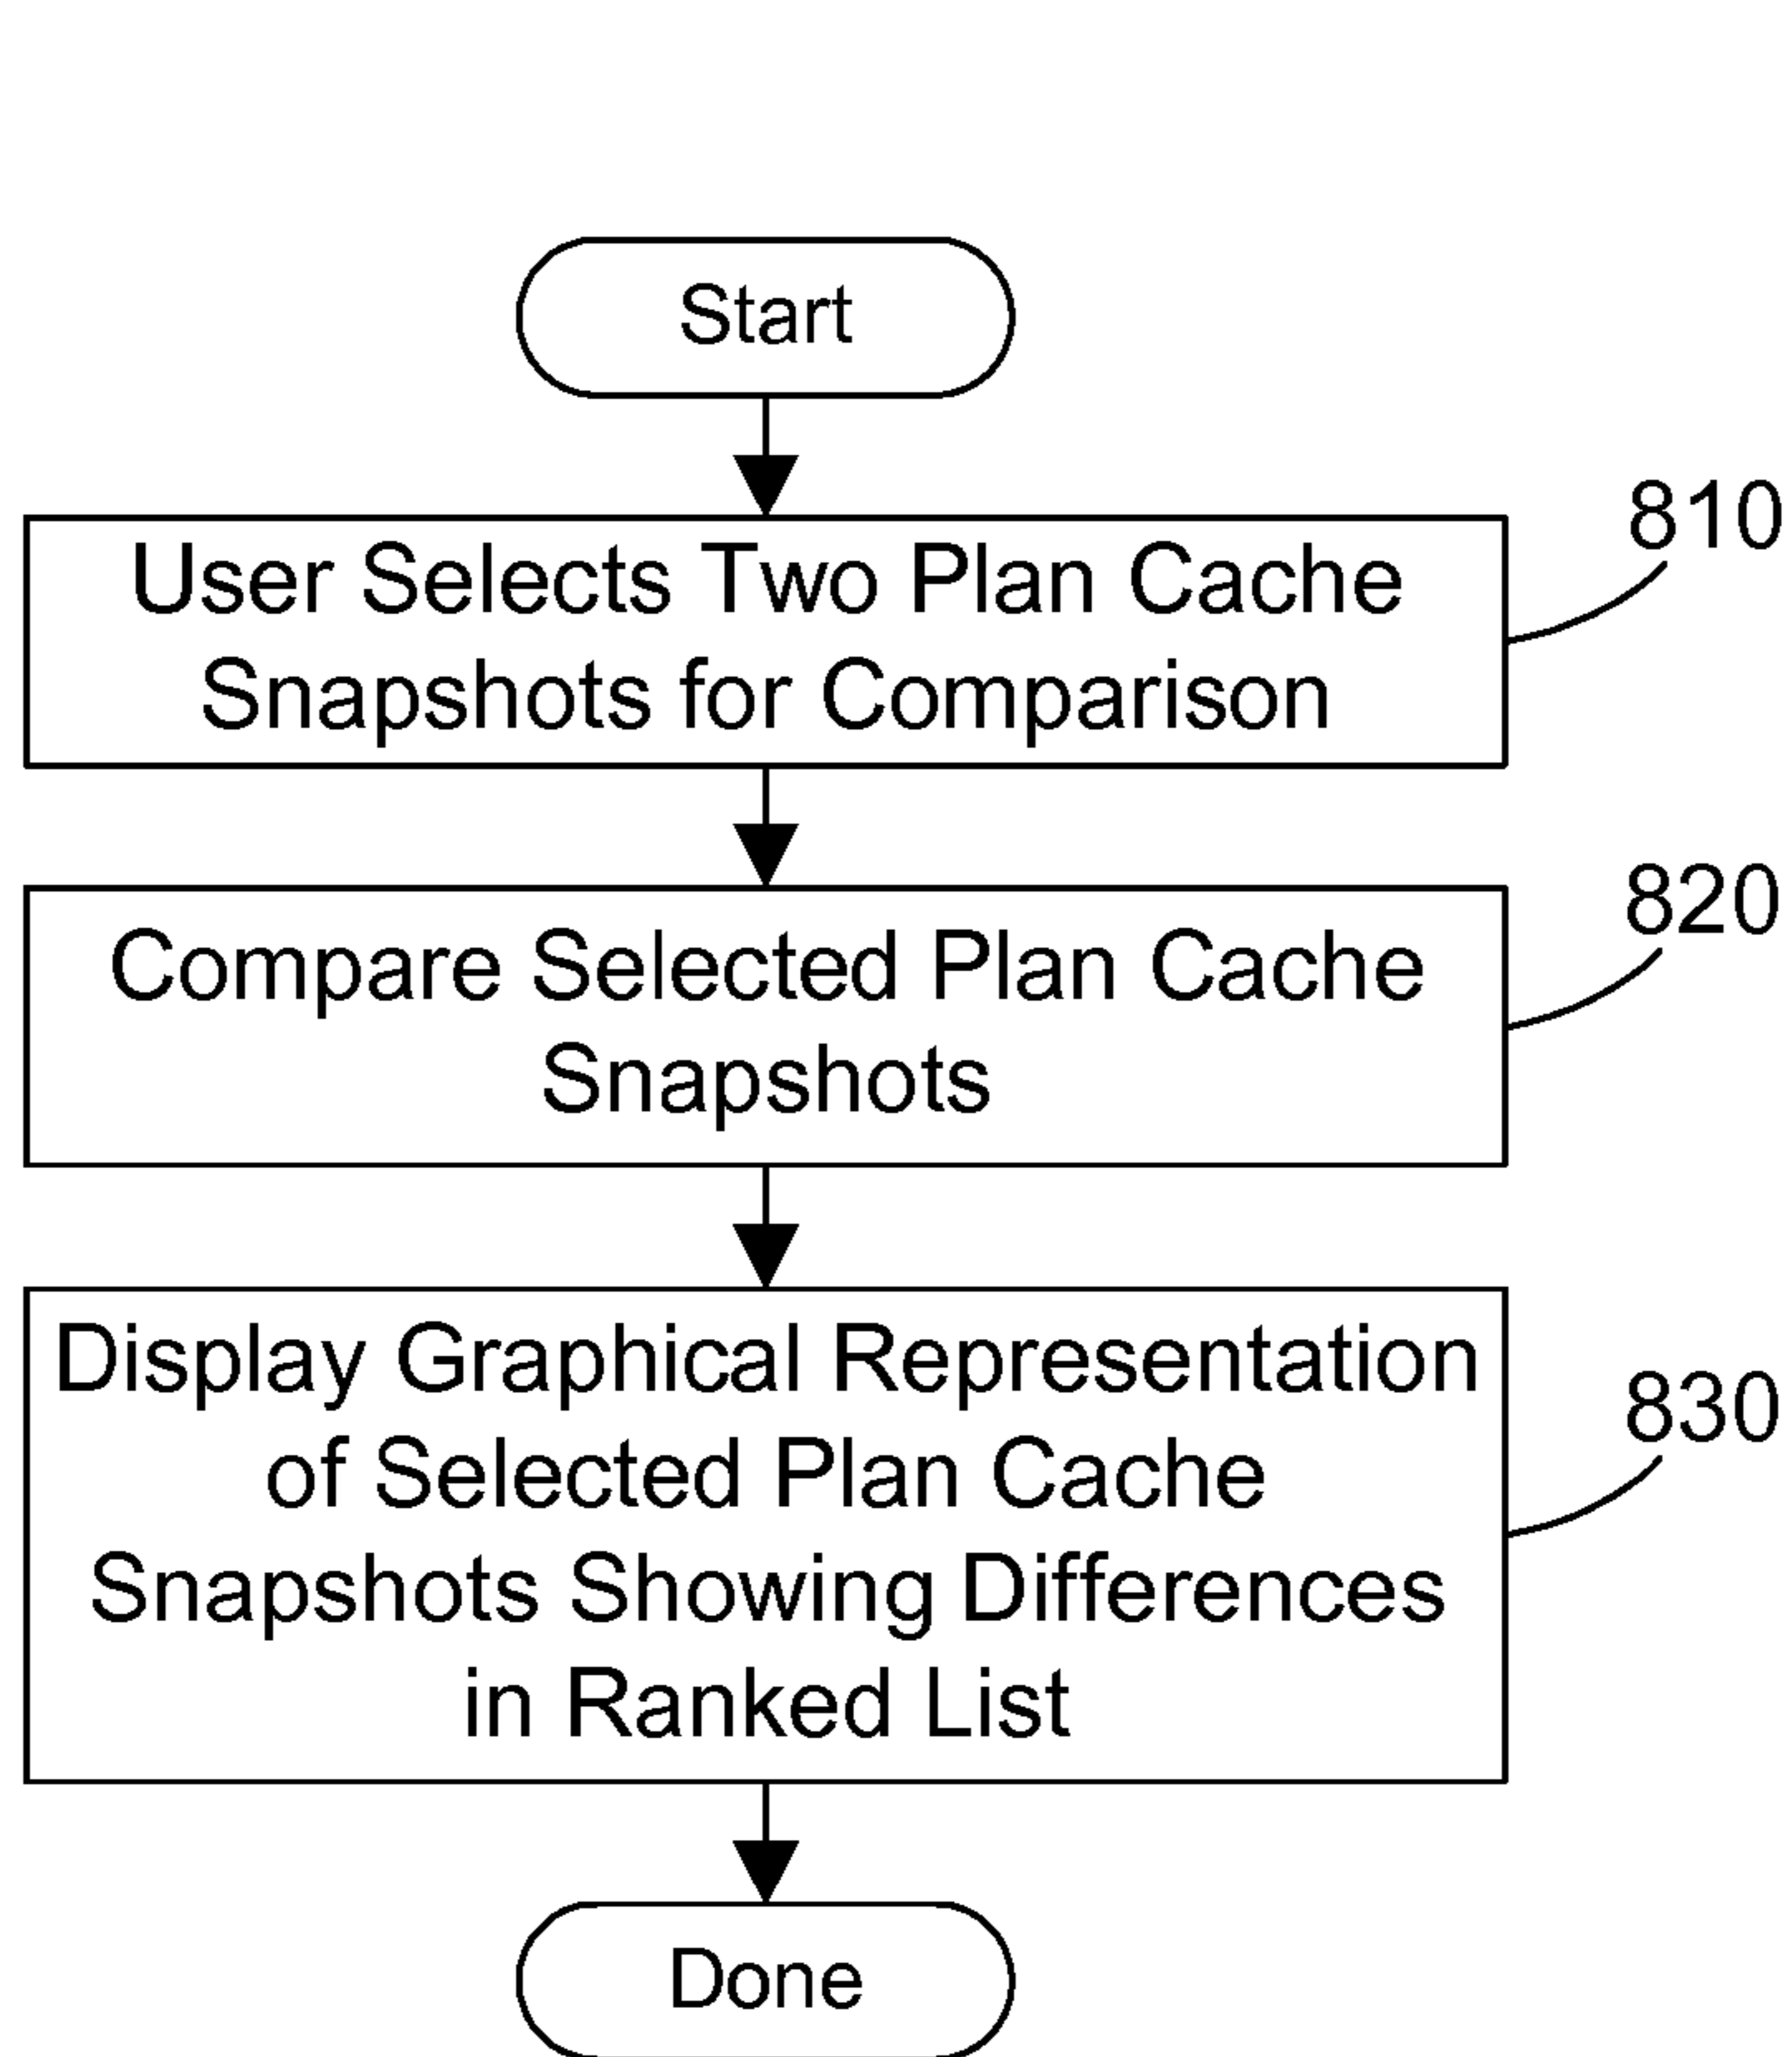 Start
810
User Selects Two Plan Cache
Snapshots for Comparison
820
Compare Selected Plan Cache
Snapshots
830
Display Graphical Representation
of Selected Plan Cache
Snapshots Showing Differences
in Ranked List
Done